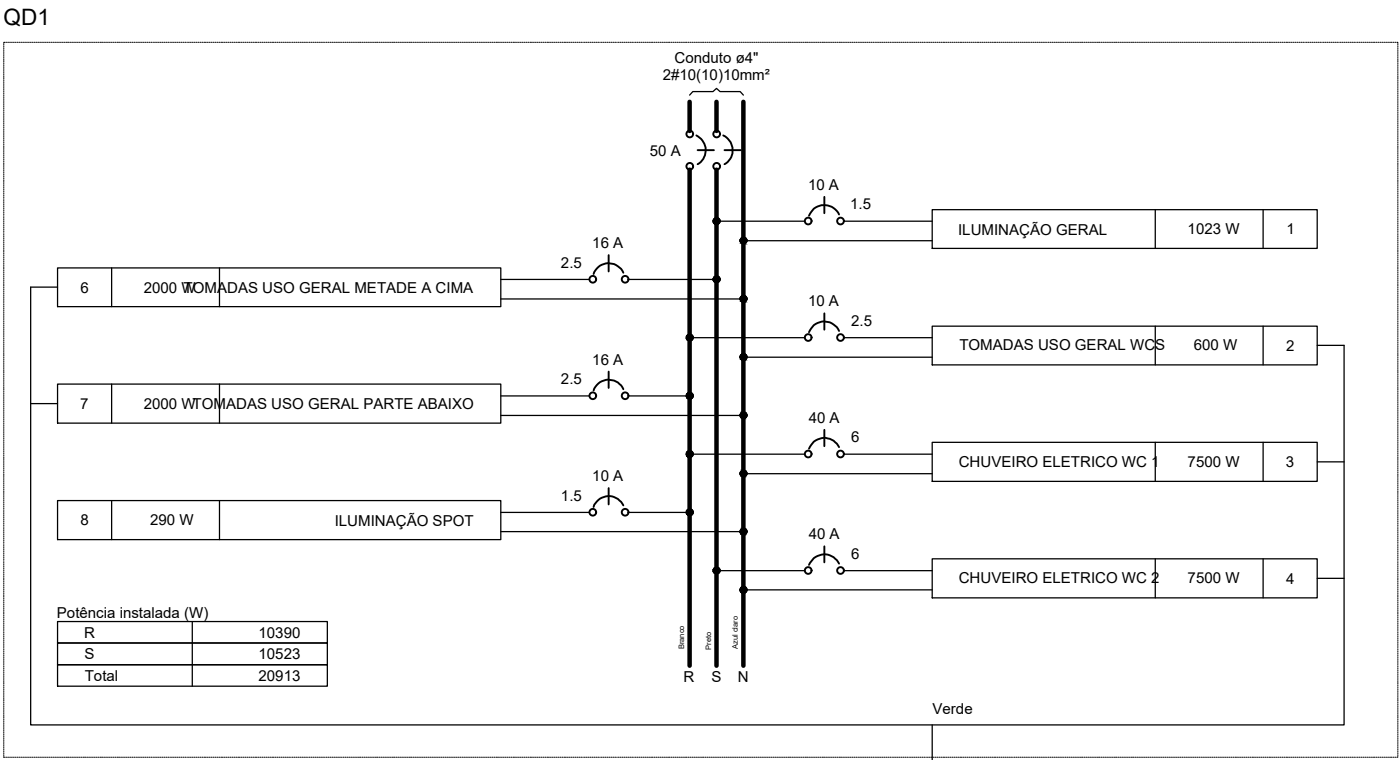 QD1
Conduto ø4"
2#10(10)10mm²
50 A
10 A
1.5
ILUMINAÇÃO GERAL 1023 W 1
16 A
2.5
6 2000 W TOMADAS USO GERAL METADE A CIMA
10 A
2.5
TOMADAS USO GERAL WCS 600 W 2
16 A
2.5
7 2000 W TOMADAS USO GERAL PARTE ABAIXO
40 A
6
CHUVEIRO ELETRICO WC 1 7500 W 3
10 A
1.5
8 290 W ILUMINAÇÃO SPOT
40 A
6
CHUVEIRO ELETRICO WC 2 7500 W 4
Potência instalada (W)
R 10390
S 10523
Total 20913
Branco
Preto
Azul claro
R S N
Verde